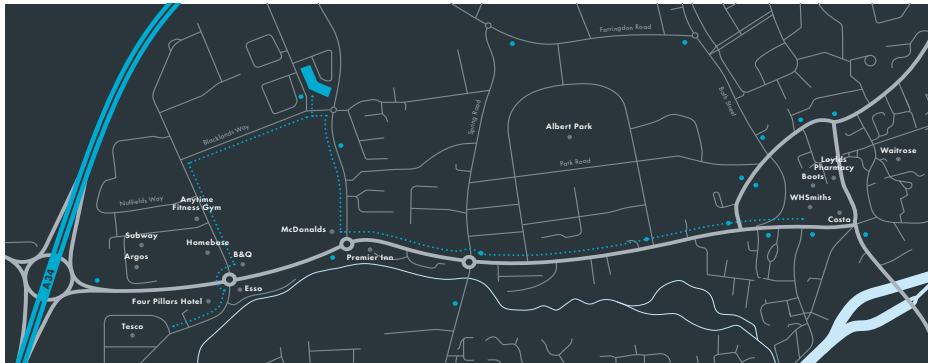 Farringdon Road
Bath Street
Spring Road
Albert Park
Blacklands Way
Park Road
Waitrose
Loylds
Pharmacy
Boots
WHSmiths
Costa
Nuffields Way
Anytime
Fitness Gym
McDonalds
Subway
Homebase
Argos
B&Q
Premier Inn
A34
Esso
Four Pillars Hotel
Tesco